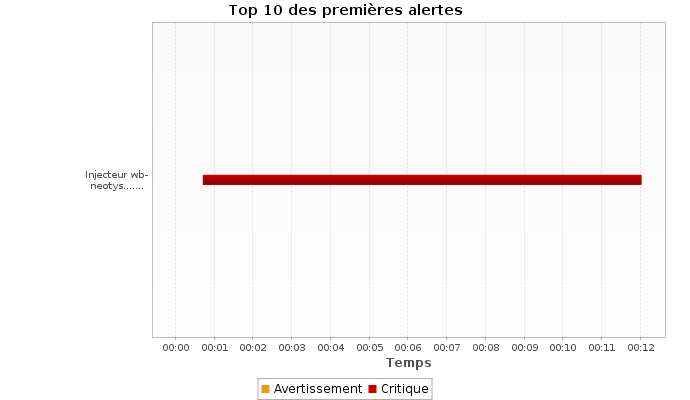 Top 10 des premières alertes
Injecteur wb-
neotys.......
00:00 00:01 00:02 00:03 00:04 00:05 00:06 00:07 00:08 00:09 00:10 00:11 00:12
Temps
Avertissement Critique